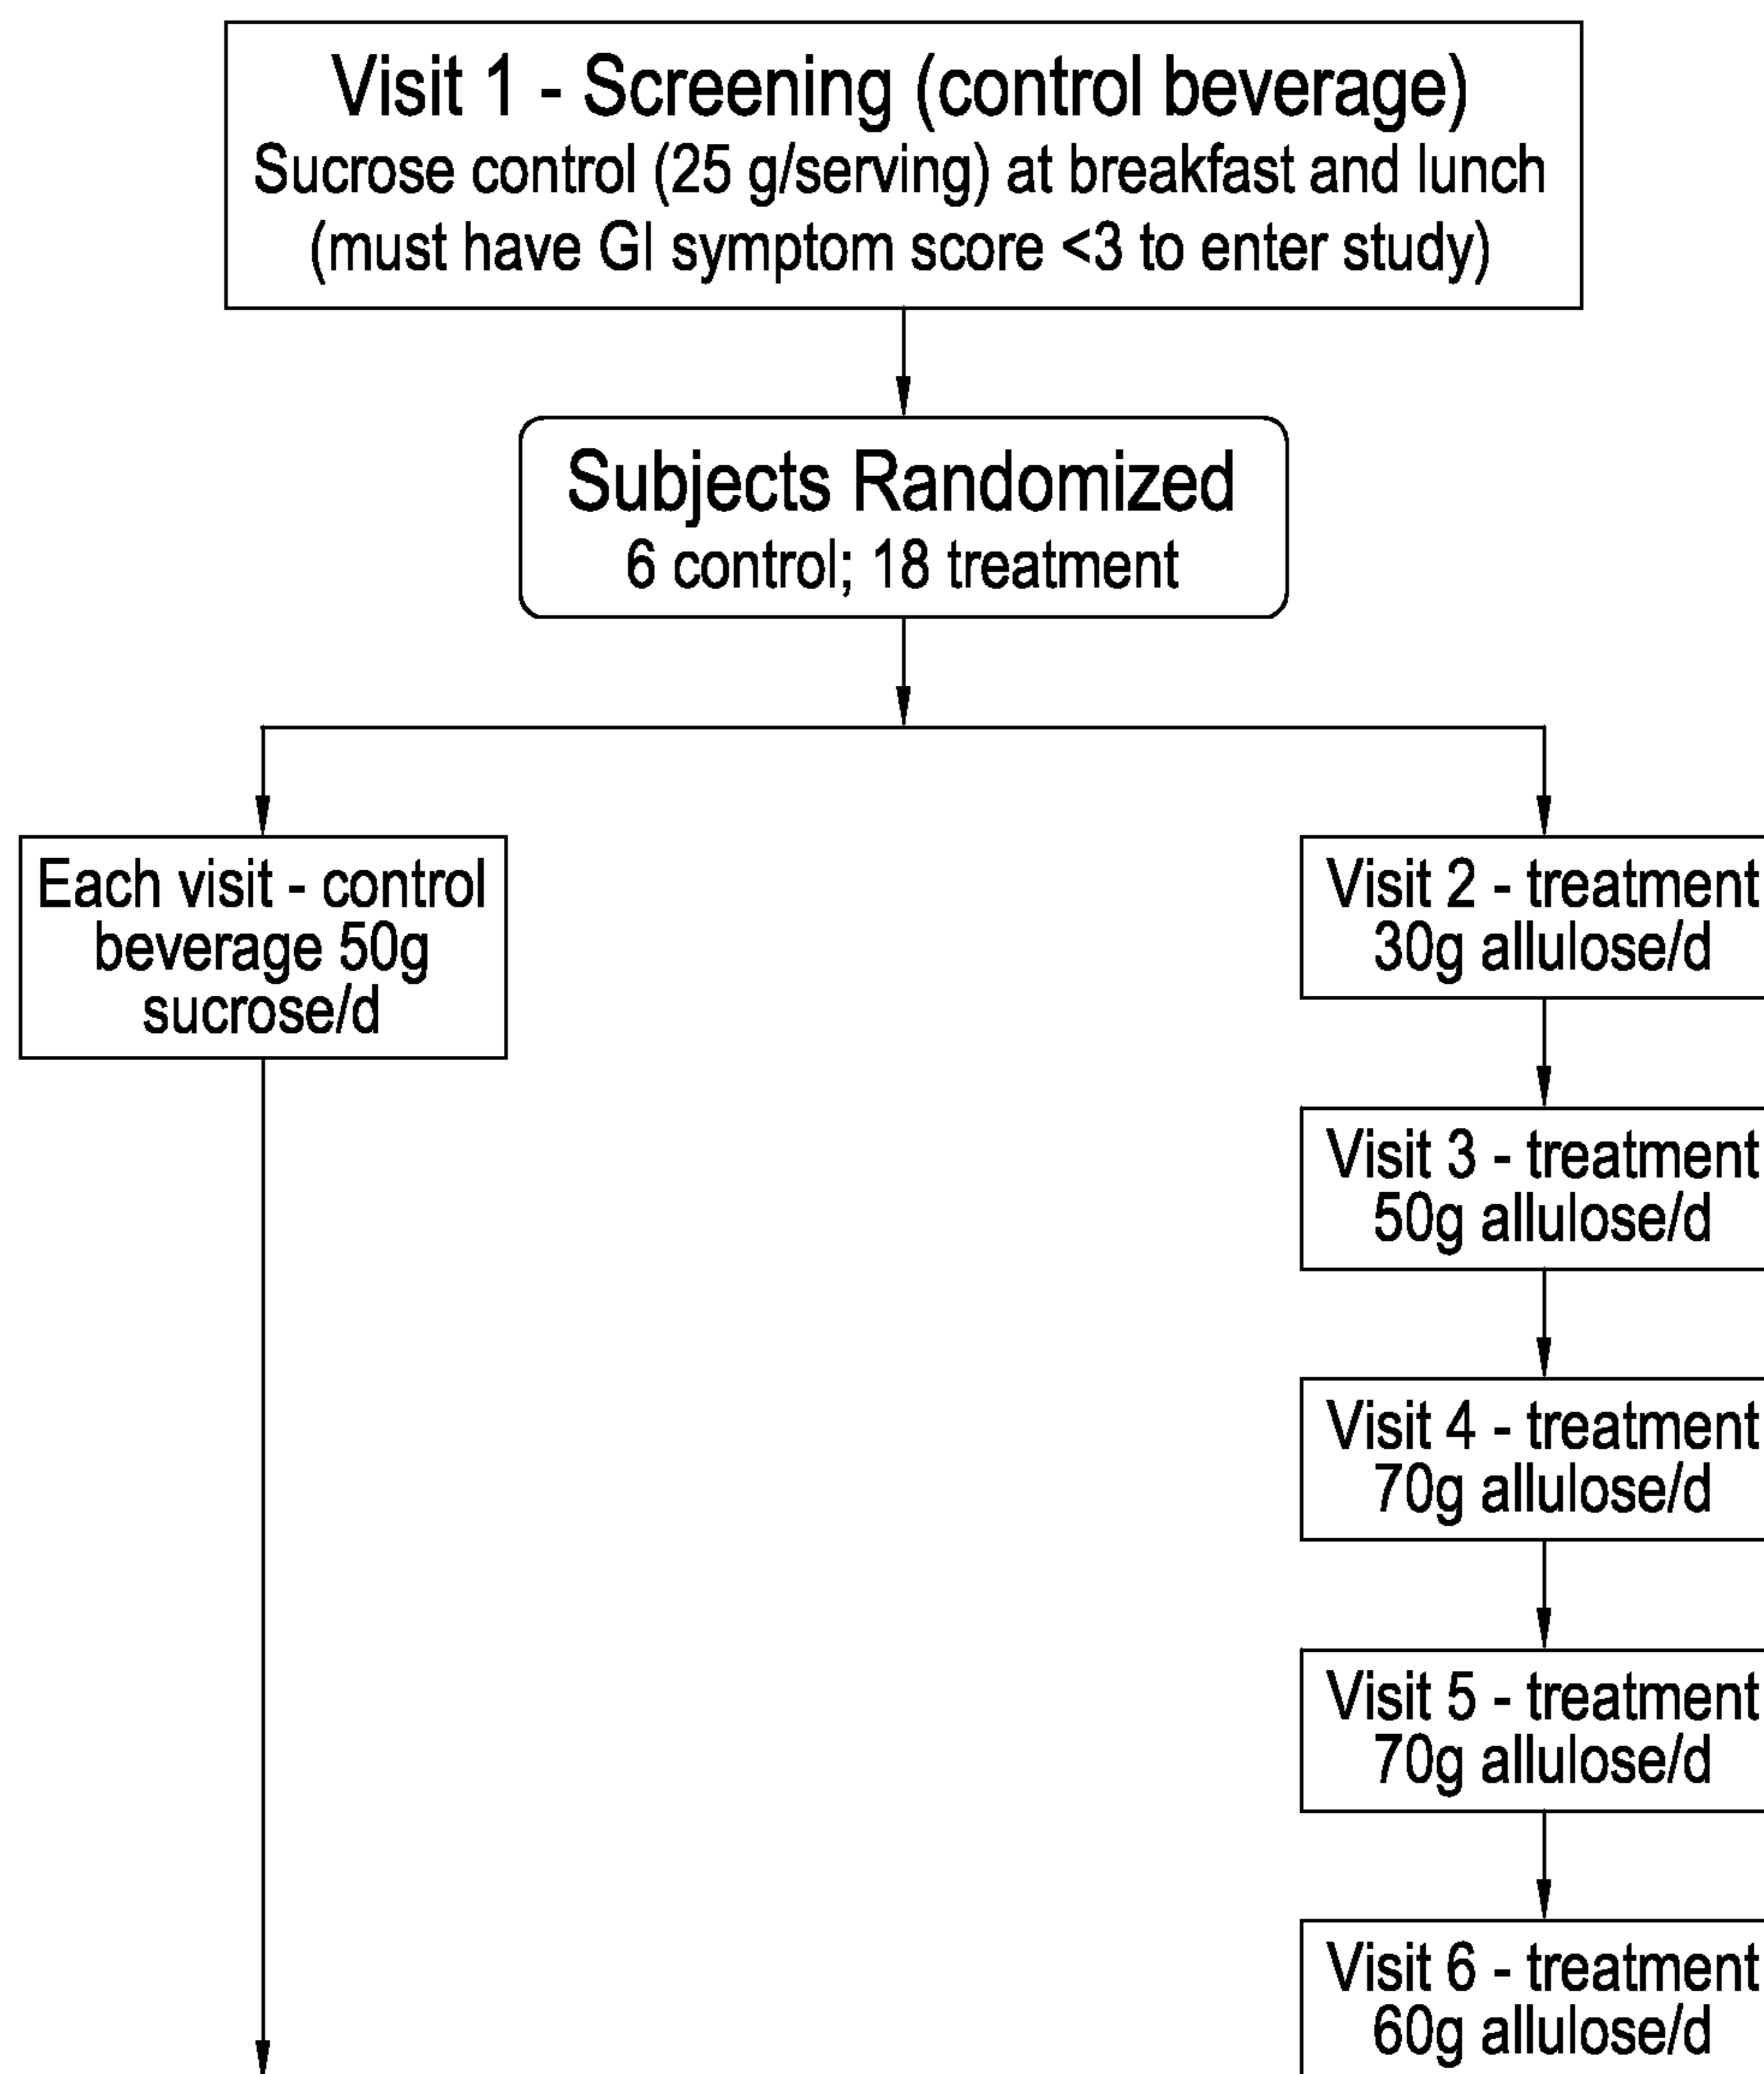 Visit 1 - Screening (control beverage)
Sucrose control (25 g/serving) at breakfast and lunch
(must have GI symptom score <3 to enter study)
Subjects Randomized
6 control; 18 treatment
Each visit - control
beverage 50g
sucrose/d
Visit 2 - treatment
30g allulose/d
Visit 3 - treatment
50g allulose/d
Visit 4 - treatment
70g allulose/d
Visit 5 - treatment
70g allulose/d
Visit 6 - treatment
60g allulose/d